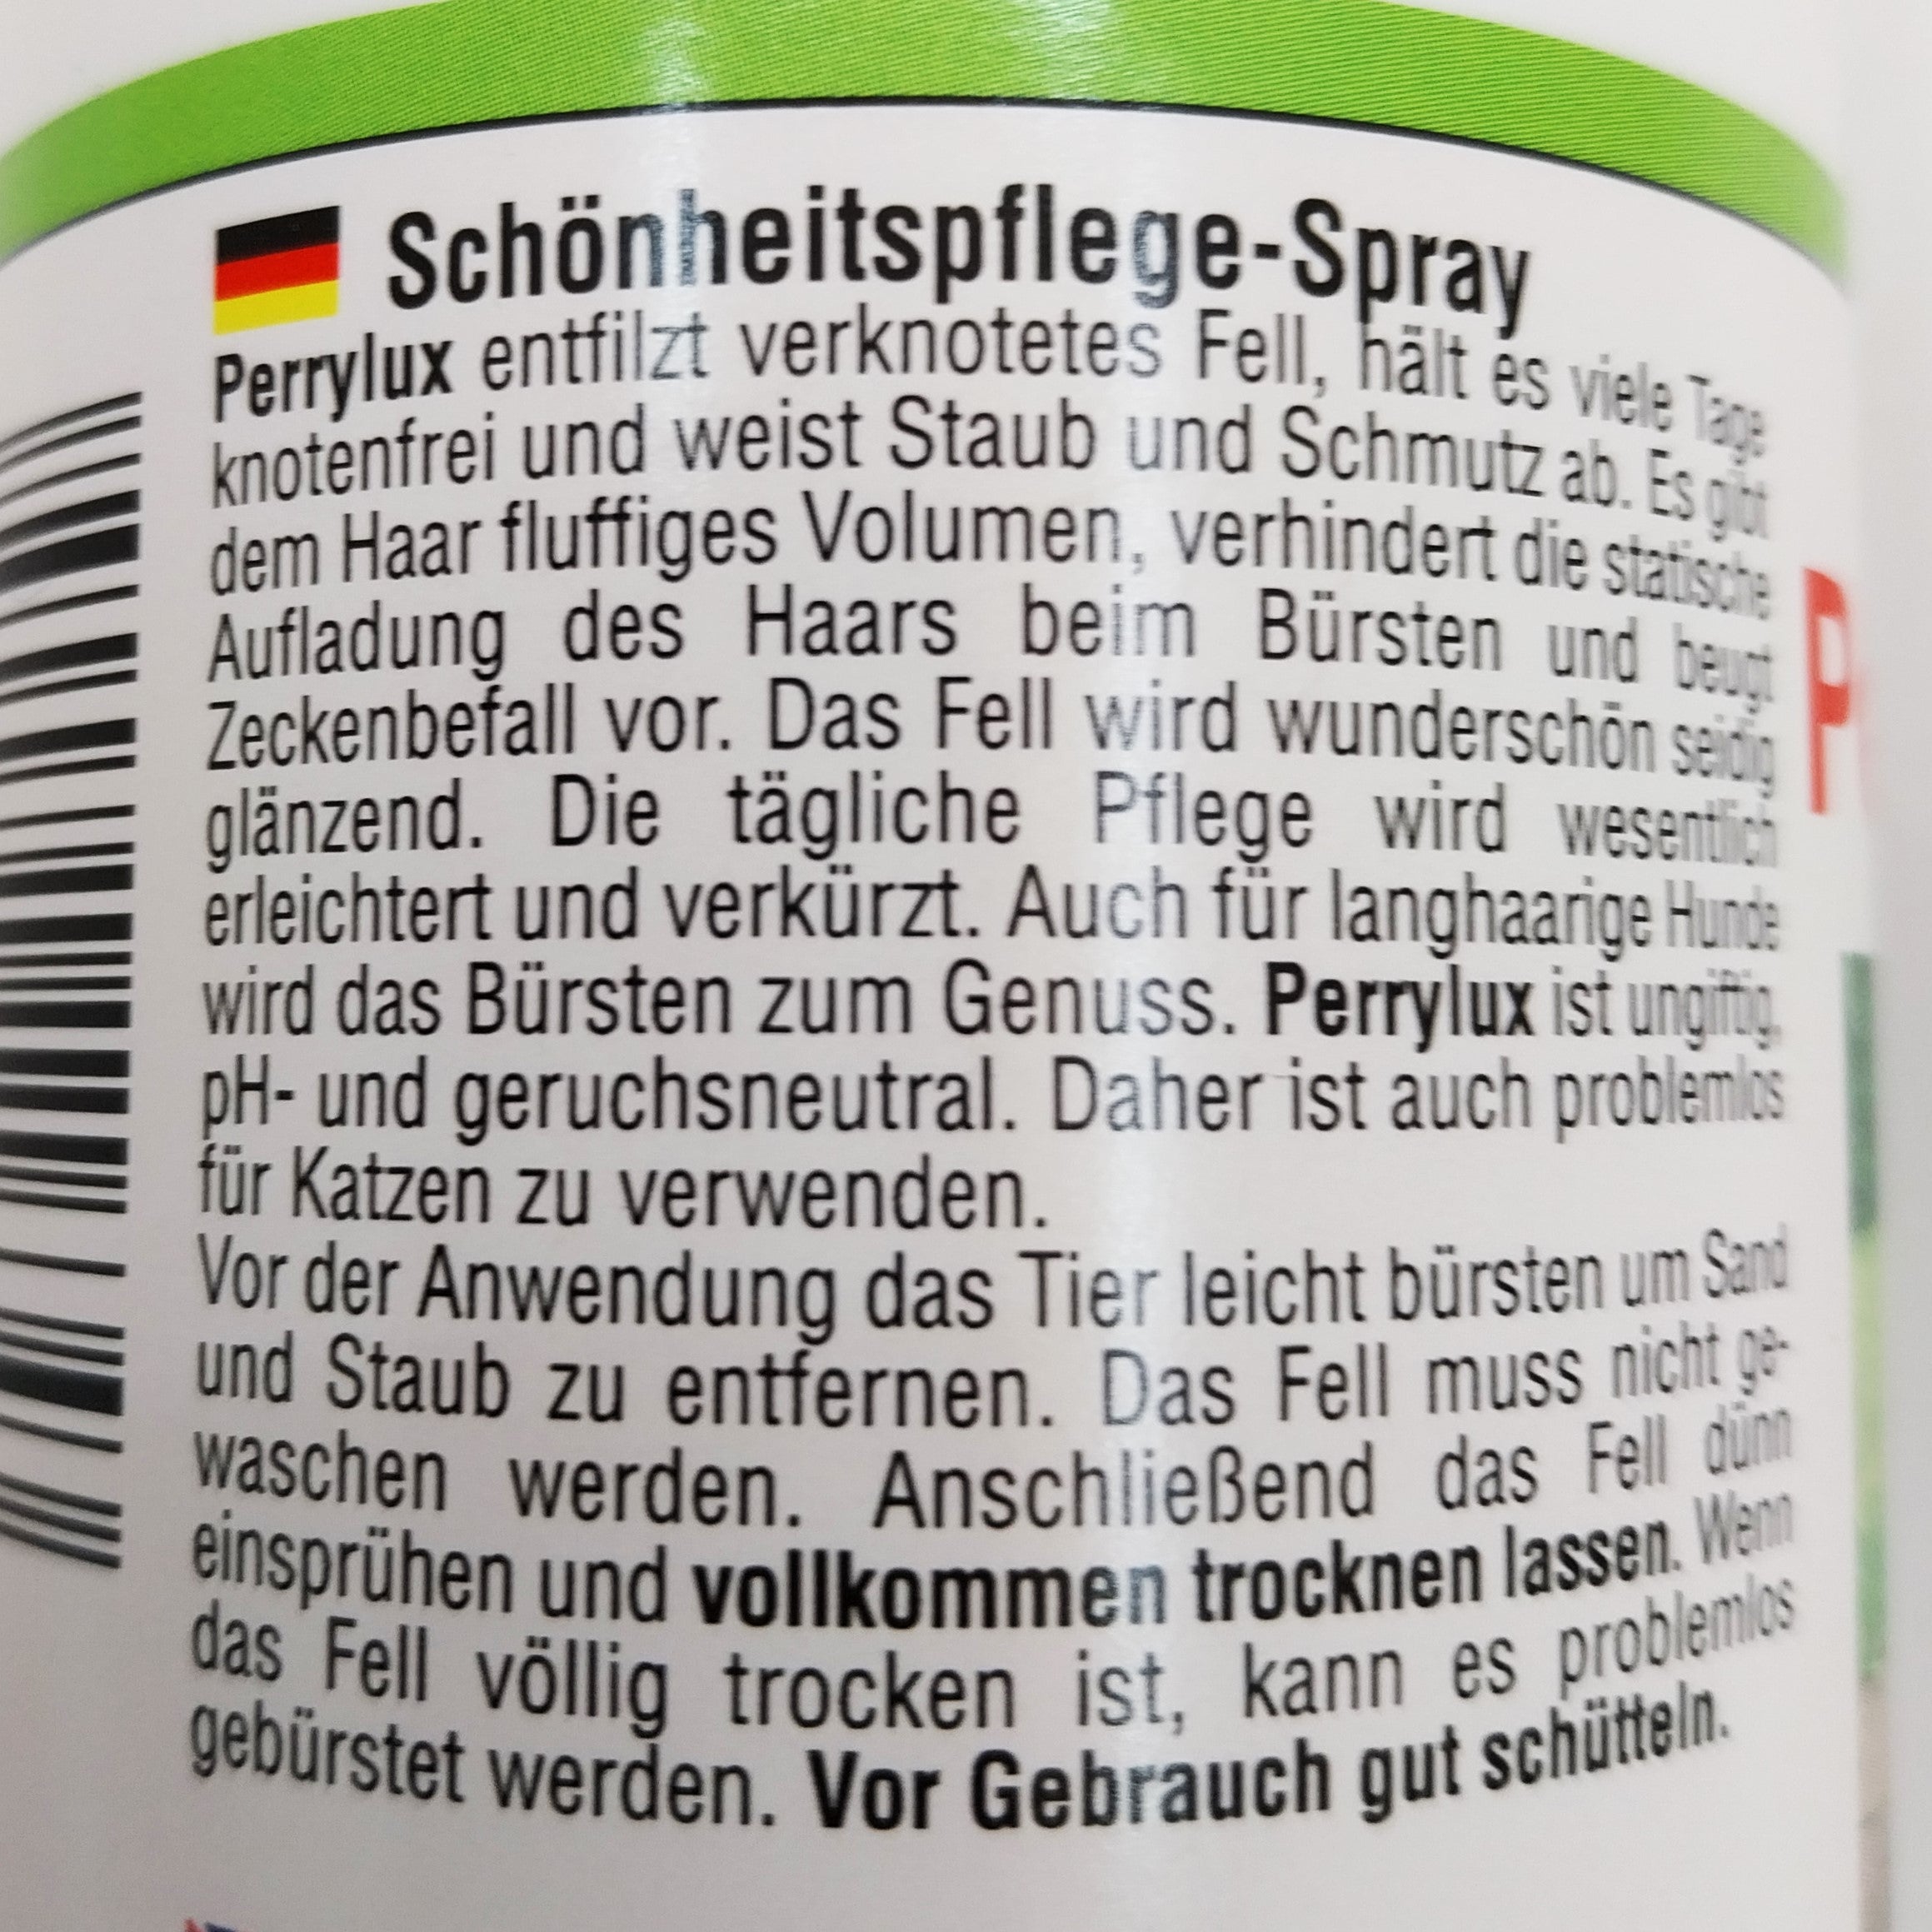 Schönheitspflege-Spray
Perrylux entfilzt verknotetes Fell, hält es viele Tage
knotenfrei und weist Staub und Schmutz ab. Es gibt
dem Haar fluffiges Volumen, verhindert die statische
Aufladung des Haars beim Bürsten und beugt
Zeckenbefall vor. Das Fell wird wunderschön seidig
glänzend. Die tägliche Pflege wird wesentlich
erleichtert und verkürzt. Auch für langhaarige Hunde
wird das Bürsten zum Genuss. Perrylux ist ungiftig,
pH- und geruchsneutral. Daher ist auch problemlos
für Katzen zu verwenden.
Vor der Anwendung das Tier leicht bürsten um Sand
und Staub zu entfernen. Das Fell muss nicht ge-
waschen werden. Anschließend das Fell dünn
einsprühen und vollkommen trocknen lassen. Wenn
das Fell völlig trocken ist, kann es problemlos
gebürstet werden. Vor Gebrauch gut schütteln.